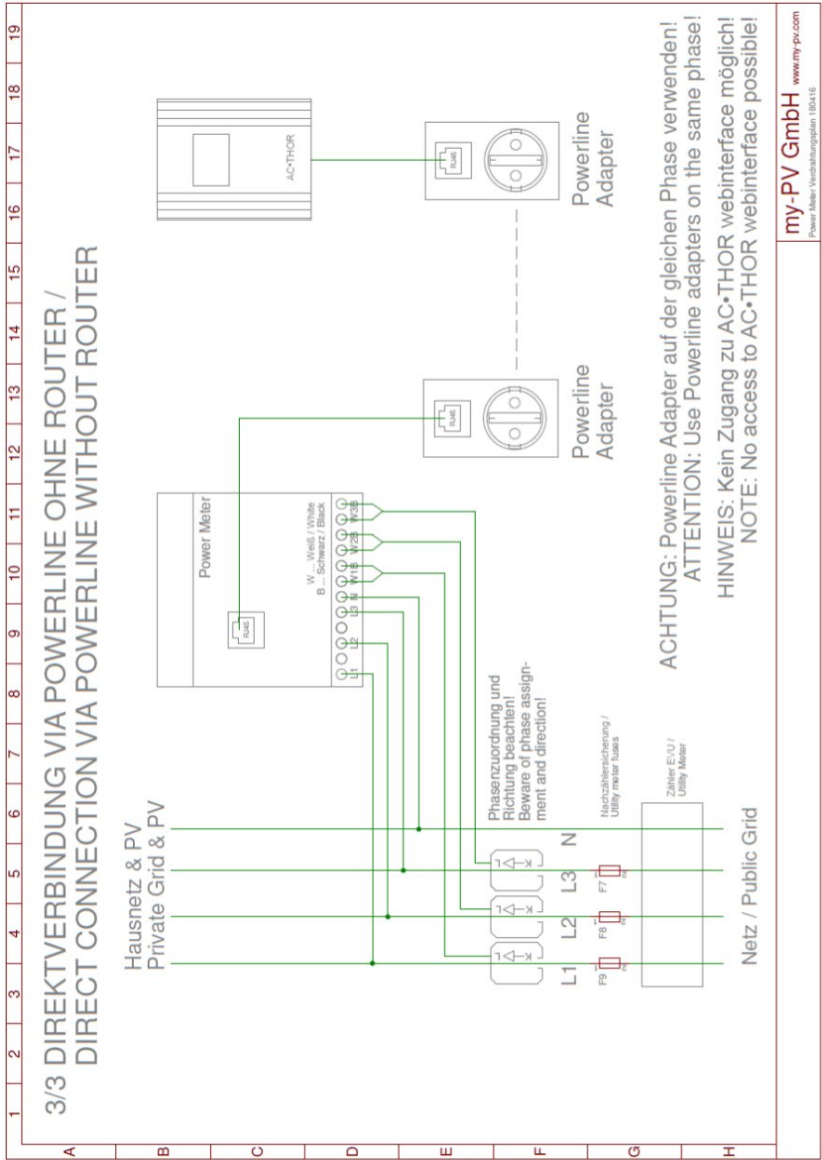 1 2 3 4 5 6 7 8 9 10 11 12 13 14 15 16 17 18 19
A
B
C
D
E
F
G
H
3/3 DIREKTVERBINDUNG VIA POWERLINE OHNE ROUTER /
DIRECT CONNECTION VIA POWERLINE WITHOUT ROUTER
Hausnetz & PV
Private Grid & PV
Power Meter
RJ45
W ... Weiß / White
B ... Schwarz / Black
L1 L2 L3 N W1B W2B W3B
AC•THOR
RJ45
RJ45
Powerline
Adapter
Powerline
Adapter
Phasenzuordnung und
Richtung beachten!
Beware of phase assign-
ment and direction!
L1 L2 L3 N
F9 F8 F7
Nachzählersicherung /
Utility meter fuses
Zähler EVU /
Utility Meter
Netz / Public Grid
ACHTUNG: Powerline Adapter auf der gleichen Phase verwenden!
ATTENTION: Use Powerline adapters on the same phase!
HINWEIS: Kein Zugang zu AC•THOR webinterface möglich!
NOTE: No access to AC•THOR webinterface possible!
my-PV GmbH www.my-pv.com
Power Meter Verdrahtungsplan 180416